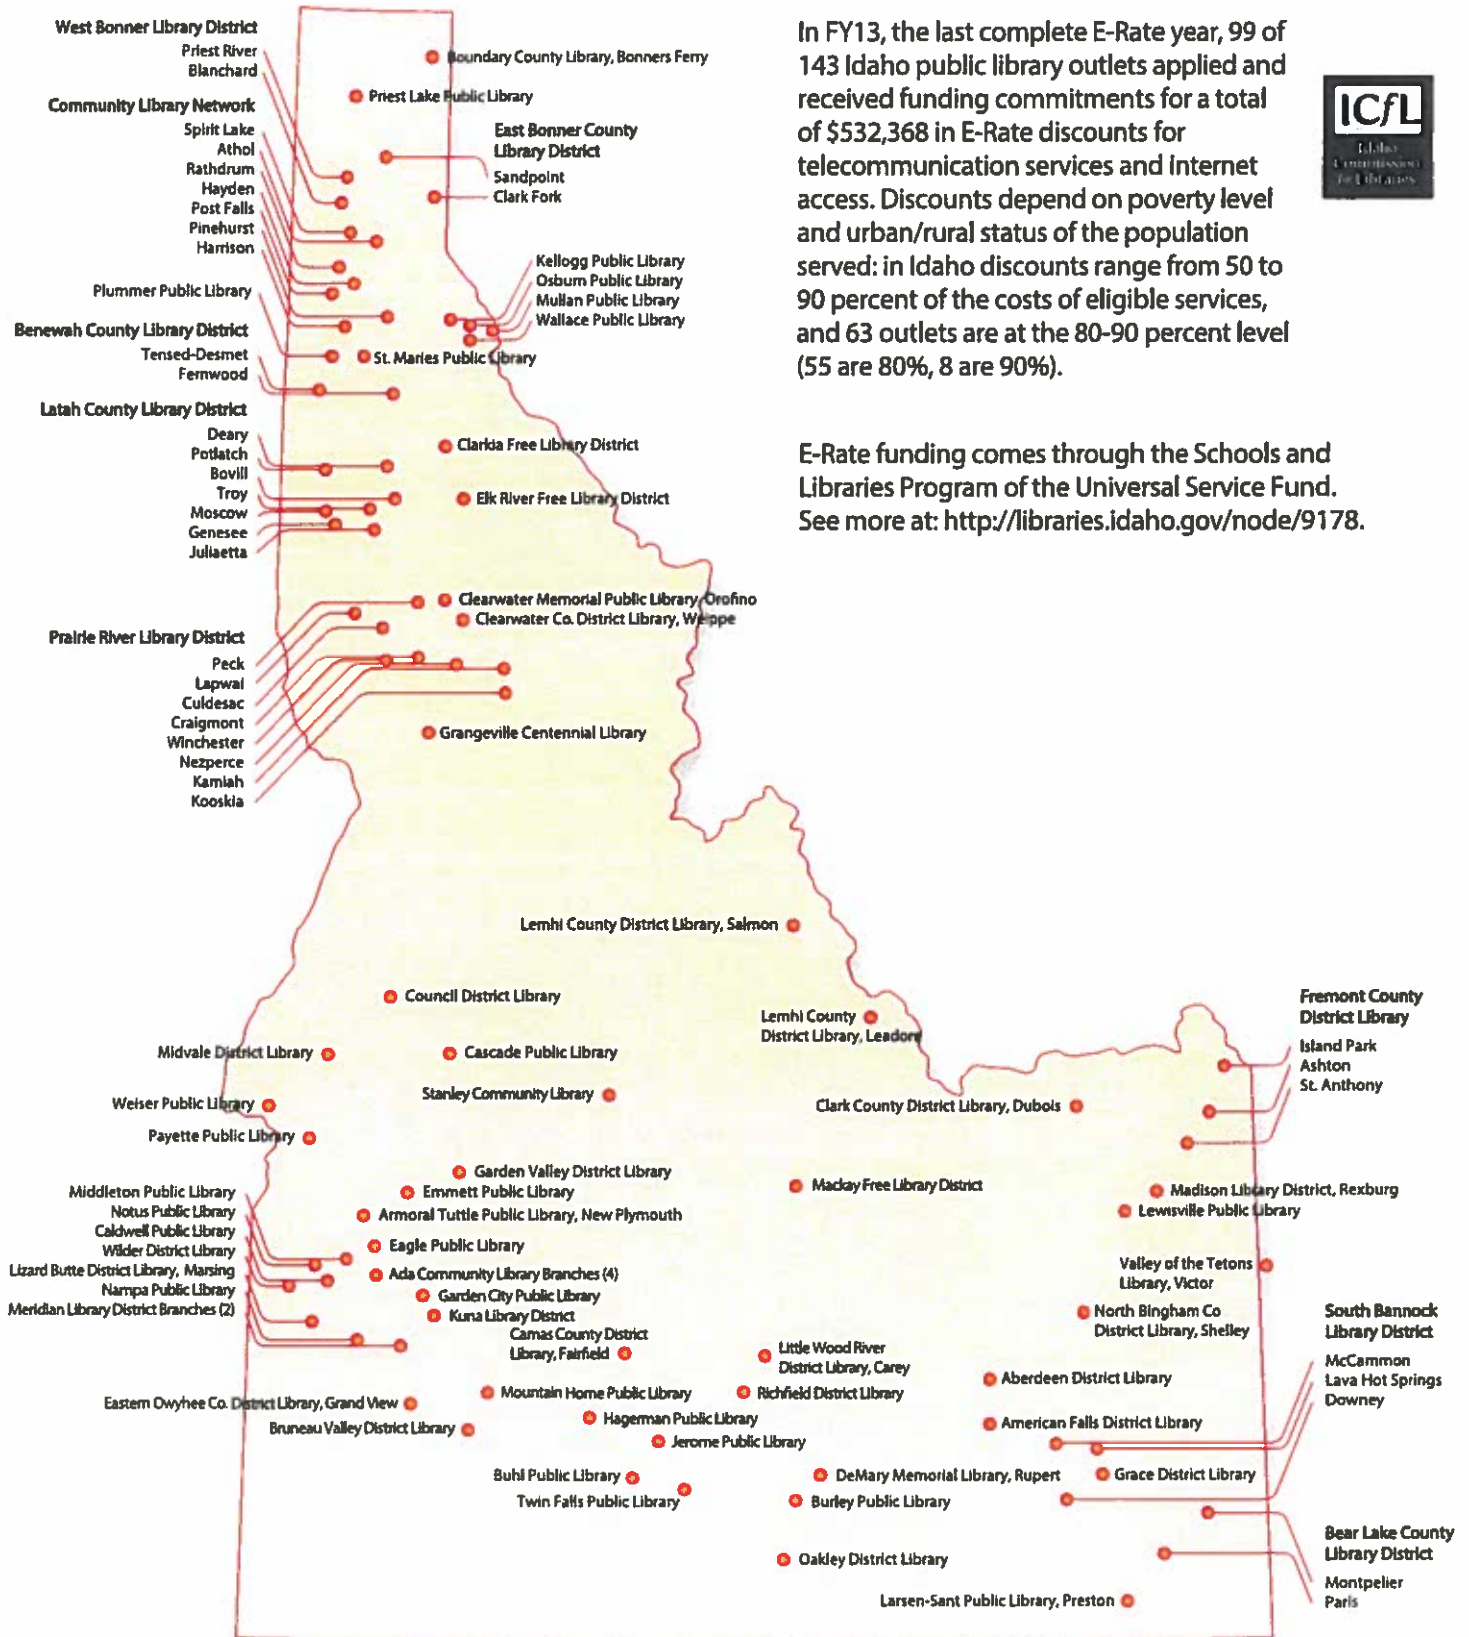 West Bonner Library District
Priest River
Blanchard
Community Library Network
Spirit Lake
Athol
Rathdrum
Hayden
Post Falls
Pinehurst
Harrison
Plummer Public Library
Benewah County Library District
Tensed-Desmet
Fernwood
Latah County Library District
Deary
Potlatch
Bovill
Troy
Moscow
Genesee
Juliaetta
Prairie River Library District
Peck
Lapwai
Culdesac
Craigmont
Winchester
Nezperce
Kamiah
Kooskia
Boundary County Library, Bonners Ferry
Priest Lake Public Library
East Bonner County
Library District
Sandpoint
Clark Fork
Kellogg Public Library
Osburn Public Library
Mullan Public Library
Wallace Public Library
St. Maries Public Library
Clarkia Free Library District
Elk River Free Library District
Clearwater Memorial Public Library, Orofino
Clearwater Co. District Library, Weippe
Grangeville Centennial Library
In FY13, the last complete E-Rate year, 99 of
143 Idaho public library outlets applied and
received funding commitments for a total
of $532,368 in E-Rate discounts for
telecommunication services and Internet
access. Discounts depend on poverty level
and urban/rural status of the population
served: in Idaho discounts range from 50 to
90 percent of the costs of eligible services,
and 63 outlets are at the 80-90 percent level
(55 are 80%, 8 are 90%).
E-Rate funding comes through the Schools and
Libraries Program of the Universal Service Fund.
See more at: http://libraries.idaho.gov/node/9178.
ICfL
Idaho
Commission
for Libraries
Lemhi County District Library, Salmon
Council District Library
Lemhi County
District Library, Leadore
Midvale District Library
Cascade Public Library
Stanley Community Library
Weiser Public Library
Clark County District Library, Dubois
Payette Public Library
Fremont County
District Library
Island Park
Ashton
St. Anthony
Garden Valley District Library
Emmett Public Library
Armoral Tuttle Public Library, New Plymouth
Mackay Free Library District
Madison Library District, Rexburg
Lewisville Public Library
Middleton Public Library
Notus Public Library
Caldwell Public Library
Wilder District Library
Lizard Butte District Library, Marsing
Nampa Public Library
Meridian Library District Branches (2)
Eagle Public Library
Ada Community Library Branches (4)
Garden City Public Library
Kuna Library District
Camas County District
Library, Fairfield
Valley of the Tetons
Library, Victor
North Bingham Co
District Library, Shelley
Little Wood River
District Library, Carey
South Bannock
Library District
McCammon
Lava Hot Springs
Downey
Aberdeen District Library
Eastern Owyhee Co. District Library, Grand View
Mountain Home Public Library
Richfield District Library
Bruneau Valley District Library
Hagerman Public Library
American Falls District Library
Jerome Public Library
Buhl Public Library
Twin Falls Public Library
DeMary Memorial Library, Rupert
Grace District Library
Burley Public Library
Oakley District Library
Bear Lake County
Library District
Montpelier
Paris
Larsen-Sant Public Library, Preston